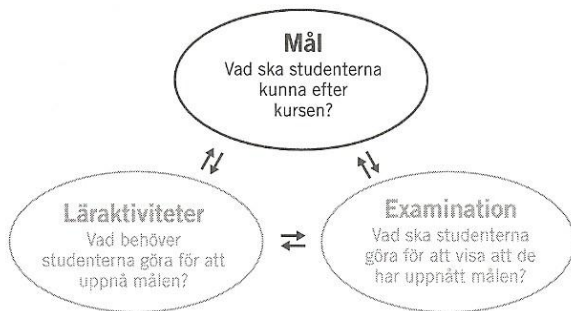 Mål
Vad ska studenterna
kunna efter
kursen?
Läraktiviteter
Vad behöver
studenterna göra för att
uppnå målen?
Examination
Vad ska studenterna
göra för att visa att de
har uppnått målen?